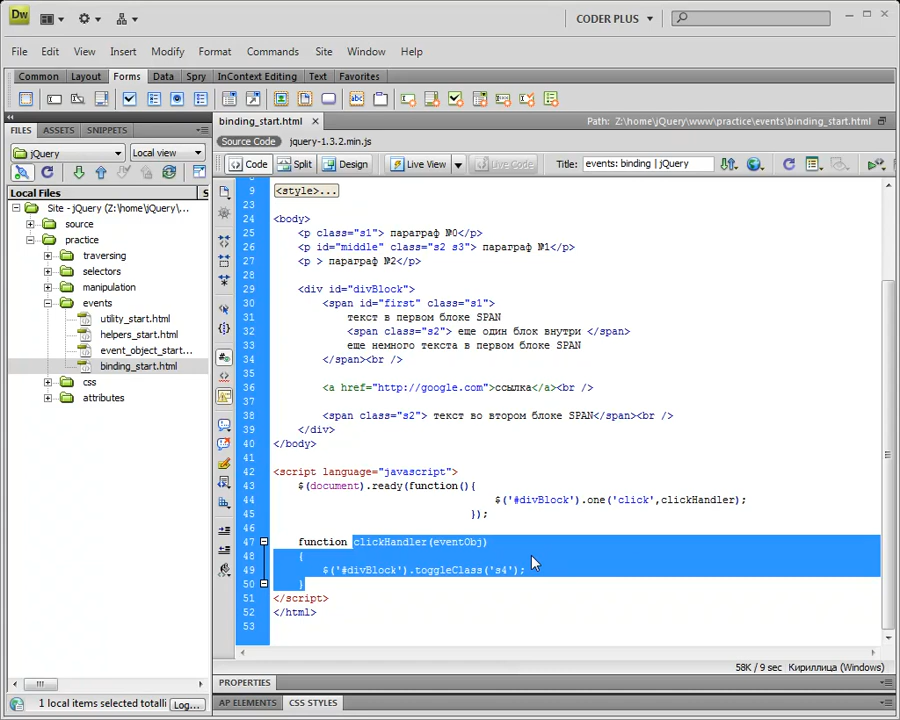 Dw
CODER PLUS
File Edit View Insert Modify Format Commands Site Window Help
Common Layout Forms Data Spry InContext Editing Text Favorites
FILES ASSETS SNIPPETS
jQuery Local view
Local Files S
Site - jQuery (Z:\home\jQuery\...
source
practice
traversing
selectors
manipulation
events
utility_start.html
helpers_start.html
event_object_start...
binding_start.html
css
attributes
1 local items selected totalli Log...
binding_start.html Path: Z:\home\jQuery\www\practice\events\binding_start.html
Source Code jquery-1.3.2.min.js
Code Split Design Live View Live Code Title: events: binding | jQuery
9 <style>...
23
24 <body>
25 <p class="s1"> параграф №0</p>
26 <p id="middle" class="s2 s3"> параграф №1</p>
27 <p > параграф №2</p>
28
29 <div id="divBlock">
30 <span id="first" class="s1">
31 текст в первом блоке SPAN
32 <span class="s2"> еще один блок внутри </span>
33 еще немного текста в первом блоке SPAN
34 </span><br />
35
36 <a href="http://google.com">ссылка</a><br />
37
38 <span class="s2"> текст во втором блоке SPAN</span><br />
39 </div>
40 </body>
41
42 <script language="javascript">
43 $(document).ready(function(){
44 $('#divBlock').one('click',clickHandler);
45 });
46
47 function clickHandler(eventObj)
48 {
49 $('#divBlock').toggleClass('s4');
50 }
51 </script>
52 </html>
53
58K / 9 sec Кириллица (Windows)
PROPERTIES
AP ELEMENTS CSS STYLES